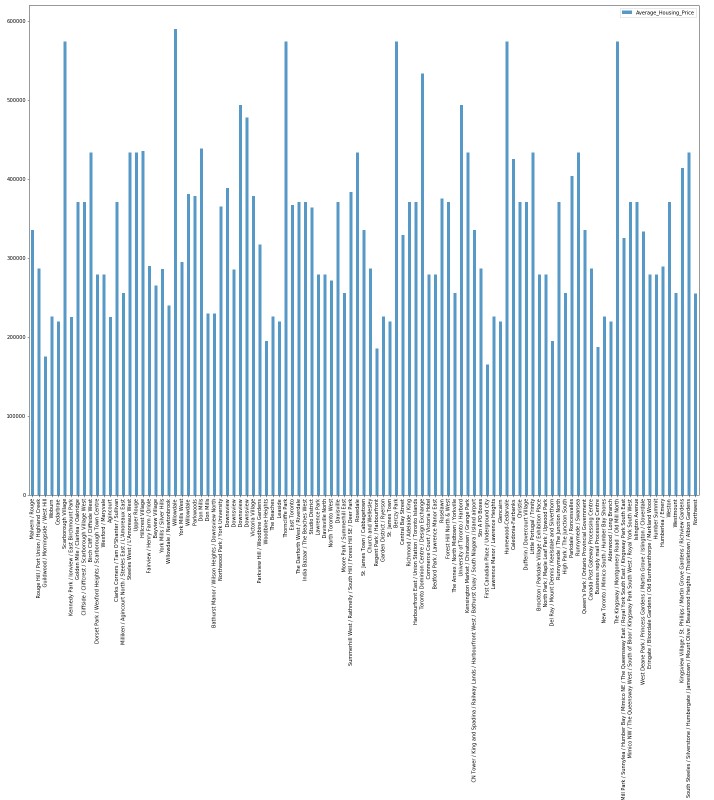 Average_Housing_Price
600000
500000
400000
300000
200000
100000
0
Malvern / Rouge
Rouge Hill / Port Union / Highland Creek
Guildwood / Morningside / West Hill
Woburn
Cedarbrae
Scarborough Village
Kennedy Park / Ionview / East Birchmount Park
Golden Mile / Clairlea / Oakridge
Cliffside / Cliffcrest / Scarborough Village West
Birch Cliff / Cliffside West
Dorset Park / Wexford Heights / Scarborough Town Centre
Wexford / Maryvale
Agincourt
Clarks Corners / Tam O'Shanter / Sullivan
Milliken / Agincourt North / Steeles East / L'Amoreaux East
Steeles West / L'Amoreaux West
Upper Rouge
Hillcrest Village
Fairview / Henry Farm / Oriole
Bayview Village
York Mills / Silver Hills
Willowdale / Newtonbrook
Willowdale
York Mills West
Willowdale
Parkwoods
Don Mills
Don Mills
Bathurst Manor / Wilson Heights / Downsview North
Northwood Park / York University
Downsview
Downsview
Downsview
Downsview
Victoria Village
Parkview Hill / Woodbine Gardens
Woodbine Heights
The Beaches
Leaside
Thorncliffe Park
East Toronto
The Danforth West / Riverdale
India Bazaar / The Beaches West
Studio District
Lawrence Park
Davisville North
North Toronto West
Davisville
Moore Park / Summerhill East
Summerhill West / Rathnelly / South Hill / Forest Hill SE / Deer Park
Rosedale
St. James Town / Cabbagetown
Church and Wellesley
Regent Park / Harbourfront
Garden District / Ryerson
St. James Town
Berczy Park
Central Bay Street
Richmond / Adelaide / King
Harbourfront East / Union Station / Toronto Islands
Toronto Dominion Centre / Design Exchange
Commerce Court / Victoria Hotel
Bedford Park / Lawrence Manor East
Roselawn
Forest Hill North & West
The Annex / North Midtown / Yorkville
University of Toronto / Harbord
Kensington Market / Chinatown / Grange Park
CN Tower / King and Spadina / Railway Lands / Harbourfront West / Bathurst Quay / South Niagara / Island airport
Stn A PO Boxes
First Canadian Place / Underground city
Lawrence Manor / Lawrence Heights
Glencairn
Humewood-Cedarvale
Caledonia-Fairbanks
Christie
Dufferin / Dovercourt Village
Little Portugal / Trinity
Brockton / Parkdale Village / Exhibition Place
North Park / Maple Leaf Park / Upwood Park
Del Ray / Mount Dennis / Keelsdale and Silverthorn
Runnymede / The Junction North
High Park / The Junction South
Parkdale / Roncesvalles
Runnymede / Swansea
Queen's Park / Ontario Provincial Government
Canada Post Gateway Processing Centre
Business reply mail Processing Centre
New Toronto / Mimico South / Humber Bay Shores
Alderwood / Long Branch
The Kingsway / Montgomery Road / Old Mill North
Mill Park / Sunnylea / Humber Bay / Mimico NE / The Queensway East / Royal York South East / Kingsway Park South East
Mimico NW / The Queensway West / South of Bloor / Kingsway Park South West
Islington Avenue
West Deane Park / Princess Gardens / Martin Grove / Islington / Cloverdale
Eringate / Bloordale Gardens / Old Burnhamthorpe / Markland Wood
Humber Summit
Humberlea / Emery
Weston
Westmount
Kingsview Village / St. Phillips / Martin Grove Gardens / Richview Gardens
South Steeles / Silverstone / Humbergate / Jamestown / Mount Olive / Beaumond Heights / Thistletown / Albion Gardens
Northwest